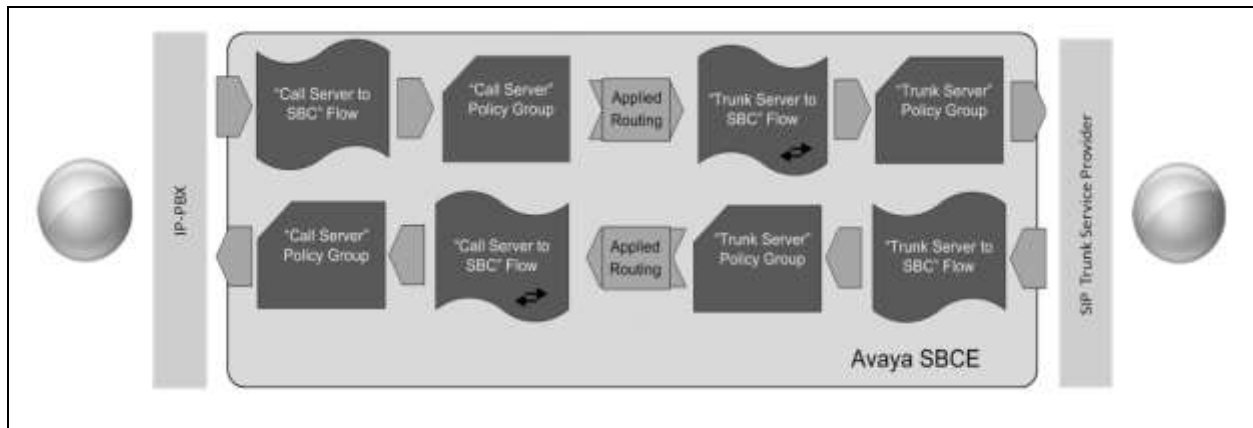 IP-PBX
“Call Server to
SBC” Flow
“Call Server”
Policy Group
Applied
Routing
“Trunk Server to
SBC” Flow
“Trunk Server”
Policy Group
“Call Server”
Policy Group
“Call Server to
SBC” Flow
Applied
Routing
“Trunk Server”
Policy Group
“Trunk Server to
SBC” Flow
Avaya SBCE
SIP Trunk Service Provider